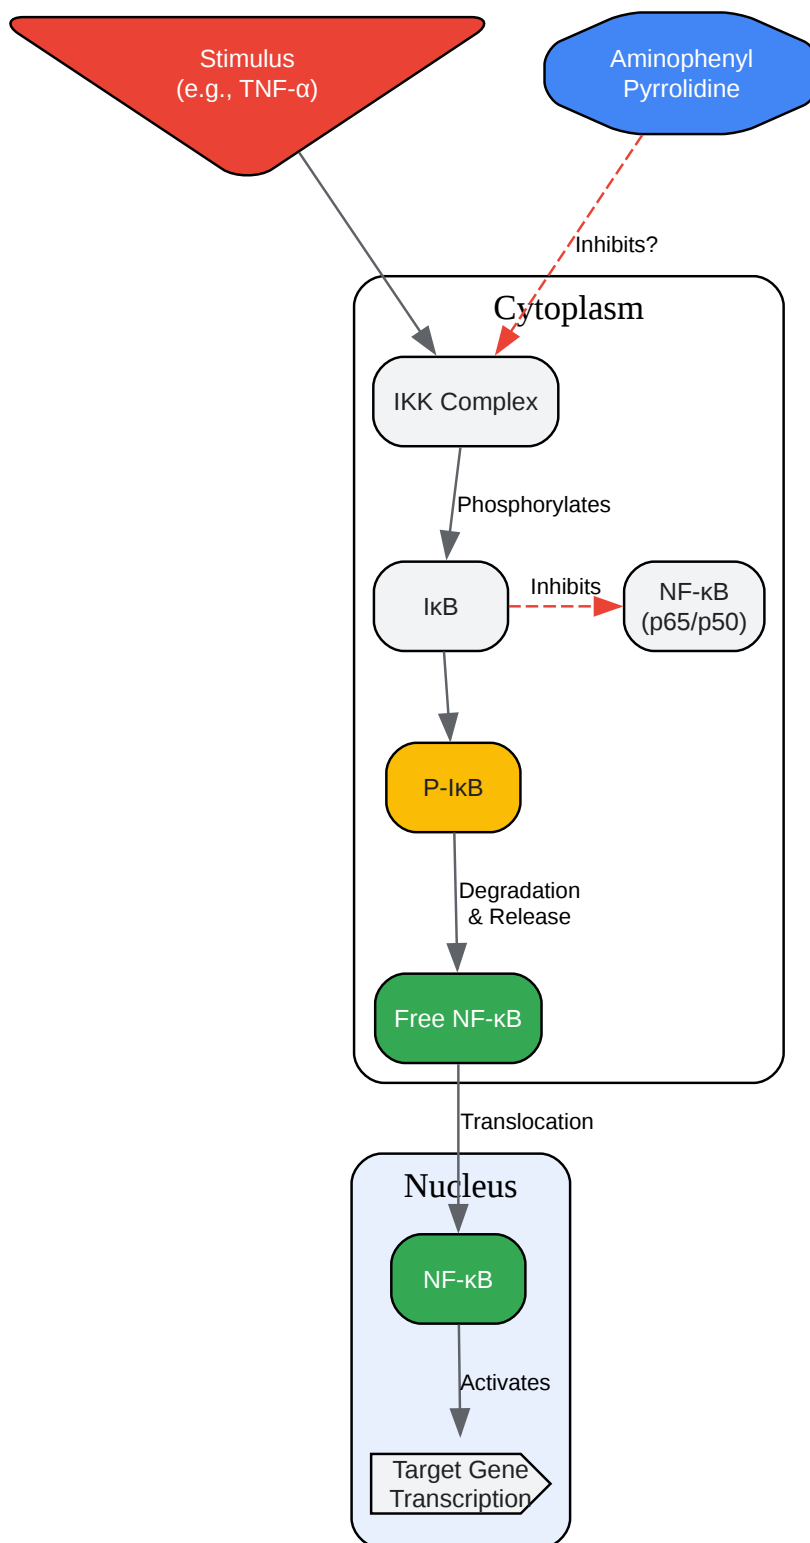 Stimulus
(e.g., TNF-α)
Aminophenyl
Pyrrolidine
Inhibits?
Cytoplasm
IKK Complex
Phosphorylates
IκB
Inhibits
NF-κB
(p65/p50)
P-IκB
Degradation
& Release
Free NF-κB
Translocation
Nucleus
NF-κB
Activates
Target Gene
Transcription